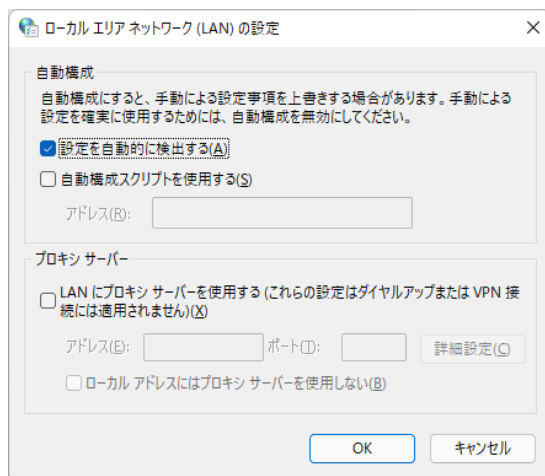 ローカル エリア ネットワーク (LAN) の設定
自動構成
自動構成にすると、手動による設定事項を上書きする場合があります。手動による
設定を確実に使用するためには、自動構成を無効にしてください。
設定を自動的に検出する(A)
自動構成スクリプトを使用する(S)
アドレス(R):
プロキシ サーバー
LAN にプロキシ サーバーを使用する (これらの設定はダイヤルアップまたは VPN 接
続には適用されません)(X)
アドレス(E): ポート(T): 詳細設定(C)
ローカル アドレスにはプロキシ サーバーを使用しない(B)
OK キャンセル